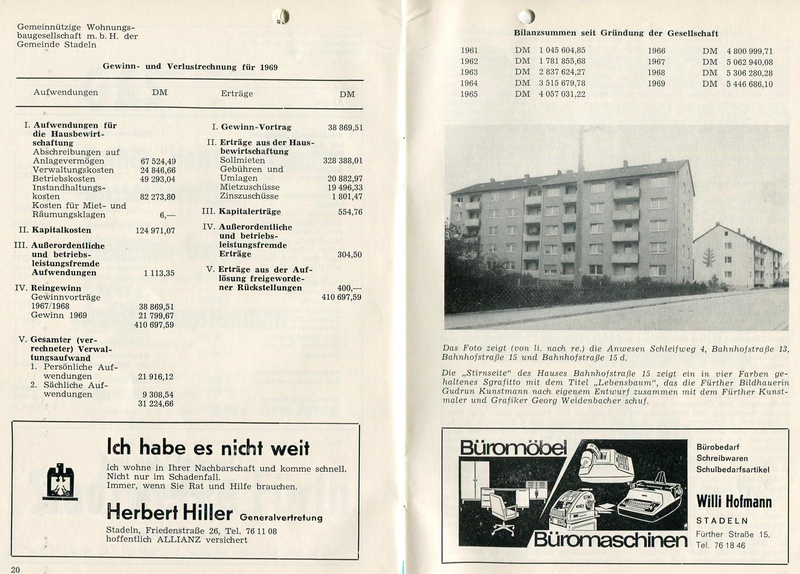 Gemeinnützige Wohnungs-
baugesellschaft m. b. H. der
Gemeinde Stadeln
Gewinn- und Verlustrechnung für 1969
Aufwendungen DM Erträge DM
I. Aufwendungen für
die Hausbewirt-
schaftung
Abschreibungen auf
Anlagevermögen 67 524,49
Verwaltungskosten 24 846,66
Betriebskosten 49 293,04
Instandhaltungs-
kosten 82 273,80
Kosten für Miet- und
Räumungsklagen 6,—
II. Kapitalkosten 124 971,07
III. Außerordentliche
und betriebs-
leistungsfremde
Aufwendungen 1 113,35
IV. Reingewinn
Gewinnvorträge
1967/1968 38 869,51
Gewinn 1969 21 799,67
410 697,59
V. Gesamter (ver-
rechneter) Verwal-
tungsaufwand
1. Persönliche Auf-
wendungen 21 916,12
2. Sächliche Auf-
wendungen 9 308,54
31 224,66
I. Gewinn-Vortrag 38 869,51
II. Erträge aus der Haus-
bewirtschaftung
Sollmieten 328 388,01
Gebühren und
Umlagen 20 882,97
Mietzuschüsse 19 496,33
Zinszuschüsse 1 801,47
III. Kapitalerträge 554,76
IV. Außerordentliche
und betriebs-
leistungsfremde
Erträge 304,50
V. Erträge aus der Auf-
lösung freigeworde-
ner Rückstellungen 400,—
410 697,59
Ich habe es nicht weit
Ich wohne in Ihrer Nachbarschaft und komme schnell.
Nicht nur im Schadenfall.
Immer, wenn Sie Rat und Hilfe brauchen.
Herbert Hiller Generalvertretung
Stadeln, Friedenstraße 26, Tel. 76 11 08
hoffentlich ALLIANZ versichert
20
Bilanzsummen seit Gründung der Gesellschaft
1961 DM 1 045 604,85 1966 DM 4 800 999,71
1962 DM 1 781 855,68 1967 DM 5 062 940,08
1963 DM 2 837 624,27 1968 DM 5 306 280,28
1964 DM 3 515 679,78 1969 DM 5 446 686,10
1965 DM 4 057 031,22
Das Foto zeigt (von li. nach re.) die Anwesen Schleifweg 4, Bahnhofstraße 13,
Bahnhofstraße 15 und Bahnhofstraße 15 d.
Die „Stirnseite" des Hauses Bahnhofstraße 15 zeigt ein in vier Farben ge-
haltenes Sgrafitto mit dem Titel „Lebensbaum", das die Fürther Bildhauerin
Gudrun Kunstmann nach eigenem Entwurf zusammen mit dem Fürther Kunst-
maler und Grafiker Georg Weidenbacher schuf.
Büromöbel
Büromaschinen
Bürobedarf
Schreibwaren
Schulbedarfsartikel
Willi Hofmann
STADELN
Fürther Straße 15,
Tel. 76 18 46